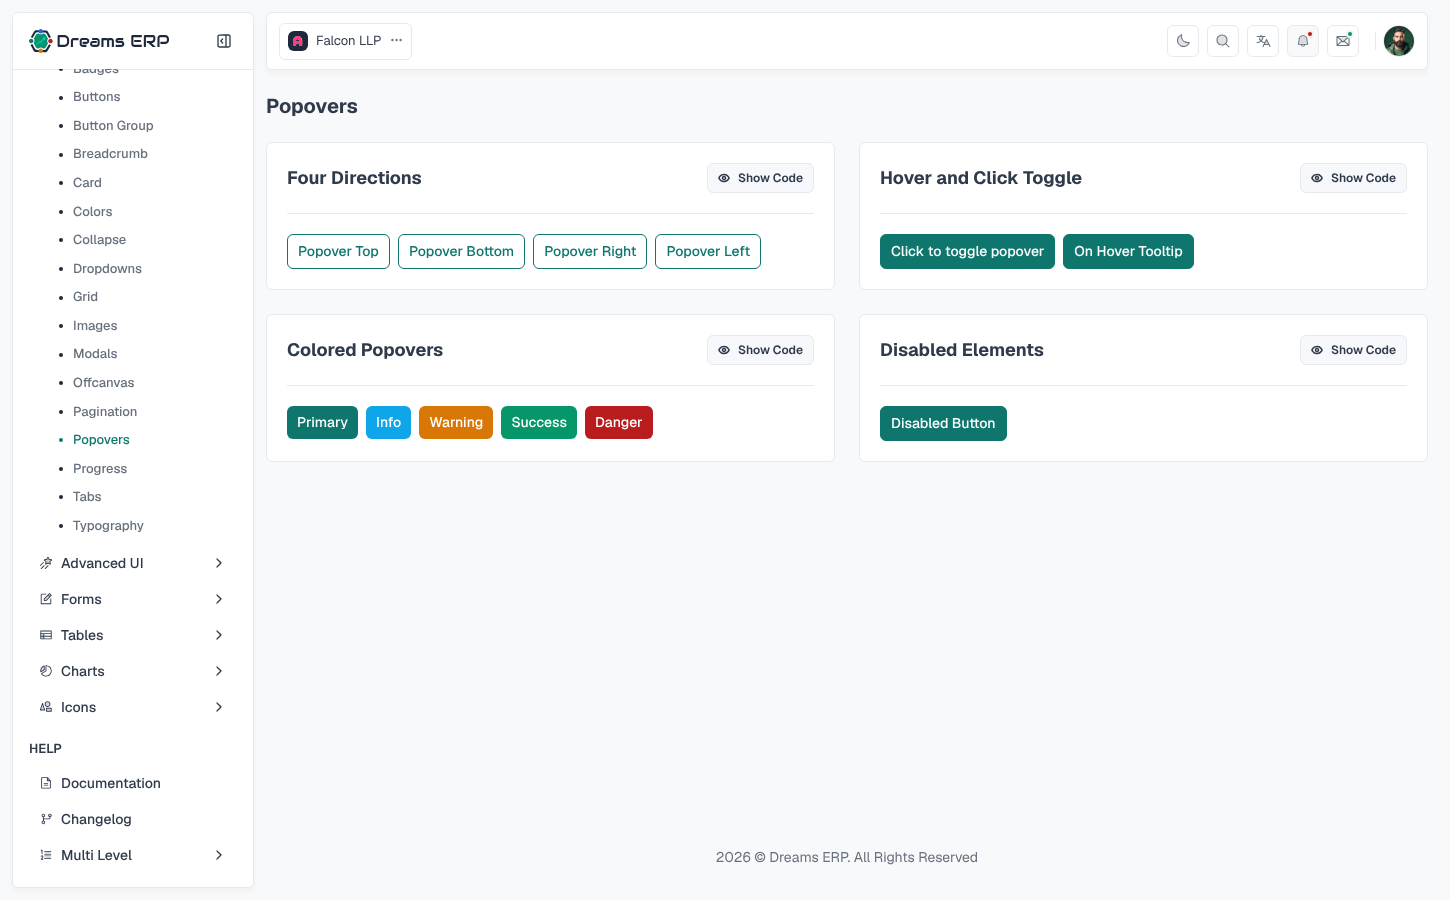 Dreams ERP
Badges
Buttons
Button Group
Breadcrumb
Card
Colors
Collapse
Dropdowns
Grid
Images
Modals
Offcanvas
Pagination
Popovers
Progress
Tabs
Typography
Advanced UI
Forms
Tables
Charts
Icons
HELP
Documentation
Changelog
Multi Level
Falcon LLP ···
Popovers
Four Directions
Show Code
Popover Top Popover Bottom Popover Right Popover Left
Hover and Click Toggle
Show Code
Click to toggle popover On Hover Tooltip
Colored Popovers
Show Code
Primary Info Warning Success Danger
Disabled Elements
Show Code
Disabled Button
2026 © Dreams ERP. All Rights Reserved